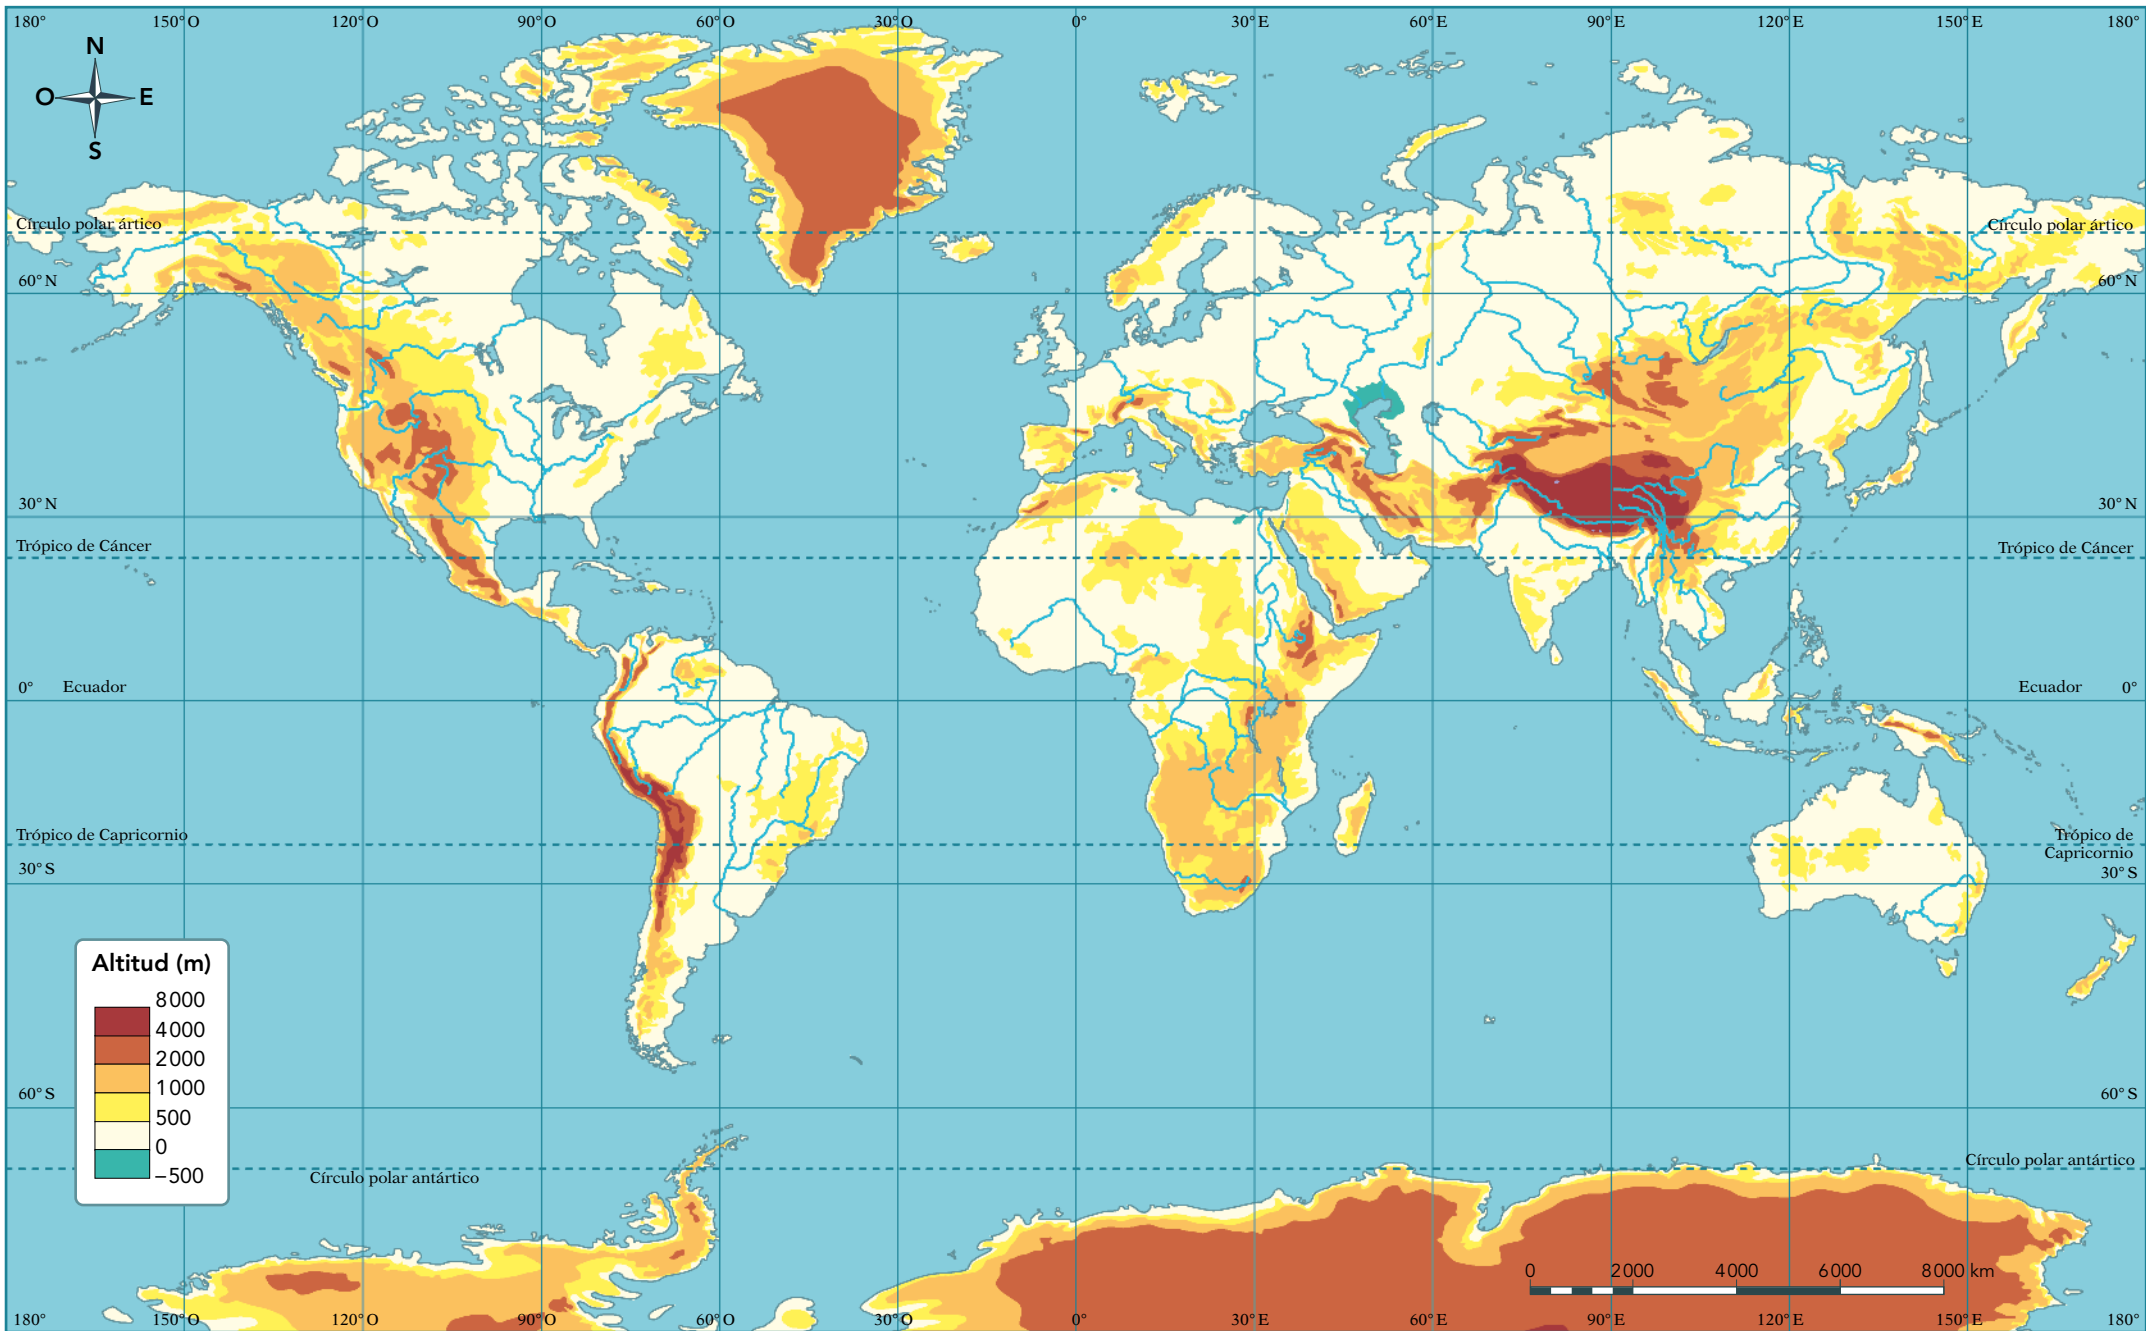 180°
150°O
120°O
90°O
60°O
30°O
0°
30°E
60°E
90°E
120°E
150°E
180°
N
O
E
S
Círculo polar ártico
Círculo polar ártico
60°N
60°N
30°N
30°N
Trópico de Cáncer
Trópico de Cáncer
0°
Ecuador
Ecuador
0°
Trópico de Capricornio
Trópico de
Capricornio
30°S
30°S
Altitud (m)
8 000
4 000
2 000
1 000
500
0
–500
60°S
60°S
Círculo polar antártico
Círculo polar antártico
0
2 000
4 000
6 000
8 000 km
180°
150°O
120°O
90°O
60°O
30°O
0°
30°E
60°E
90°E
120°E
150°E
180°